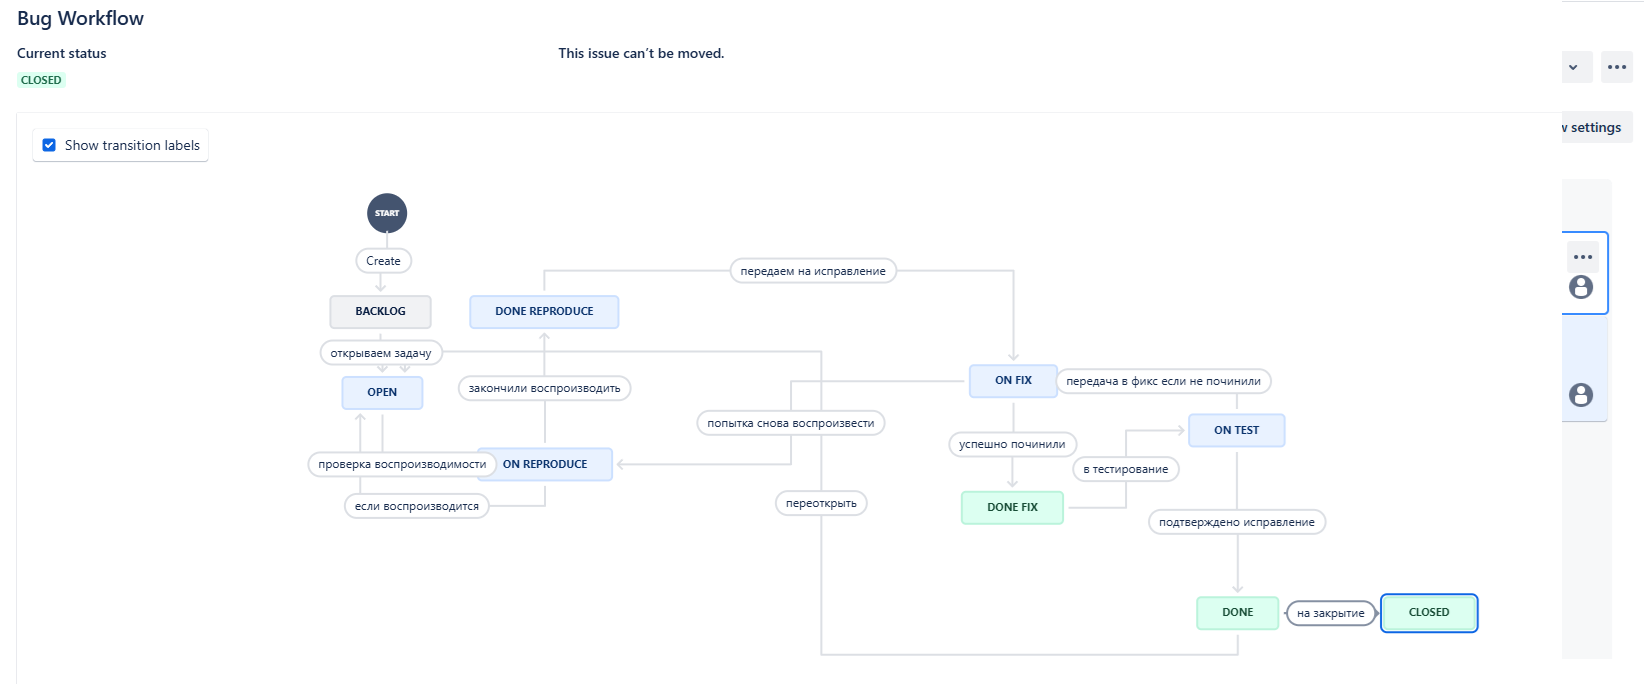 Bug Workflow
Current status
This issue can't be moved.
CLOSED
settings
Show transition labels
START
Create
передаем на исправление
BACKLOG
DONE REPRODUCE
открываем задачу
ON FIX
передача в фикс если не починили
OPEN
закончили воспроизводить
попытка снова воспроизвести
ON TEST
успешно починили
проверка воспроизводимости
ON REPRODUCE
в тестирование
если воспроизводится
переоткрыть
DONE FIX
подтверждено исправление
DONE
на закрытие
CLOSED